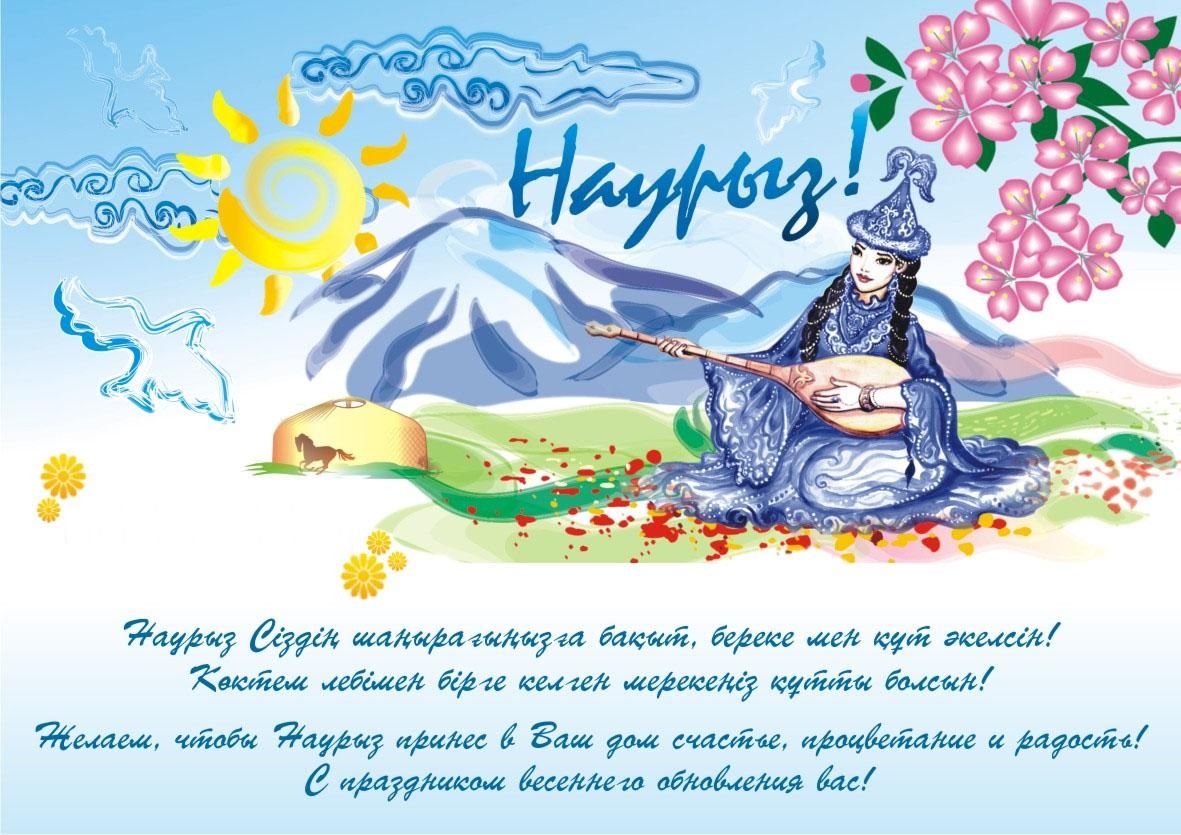 Наурыз!
Наурыз Сіздің шаңырағыңызға бақыт, береке мен құт әкелсін!
Көктем лебімен бірге келген мерекеңіз құтты болсын!
Желаем, чтобы Наурыз принес в Ваш дом счастье, процветание и радость!
С праздником весеннего обновления вас!